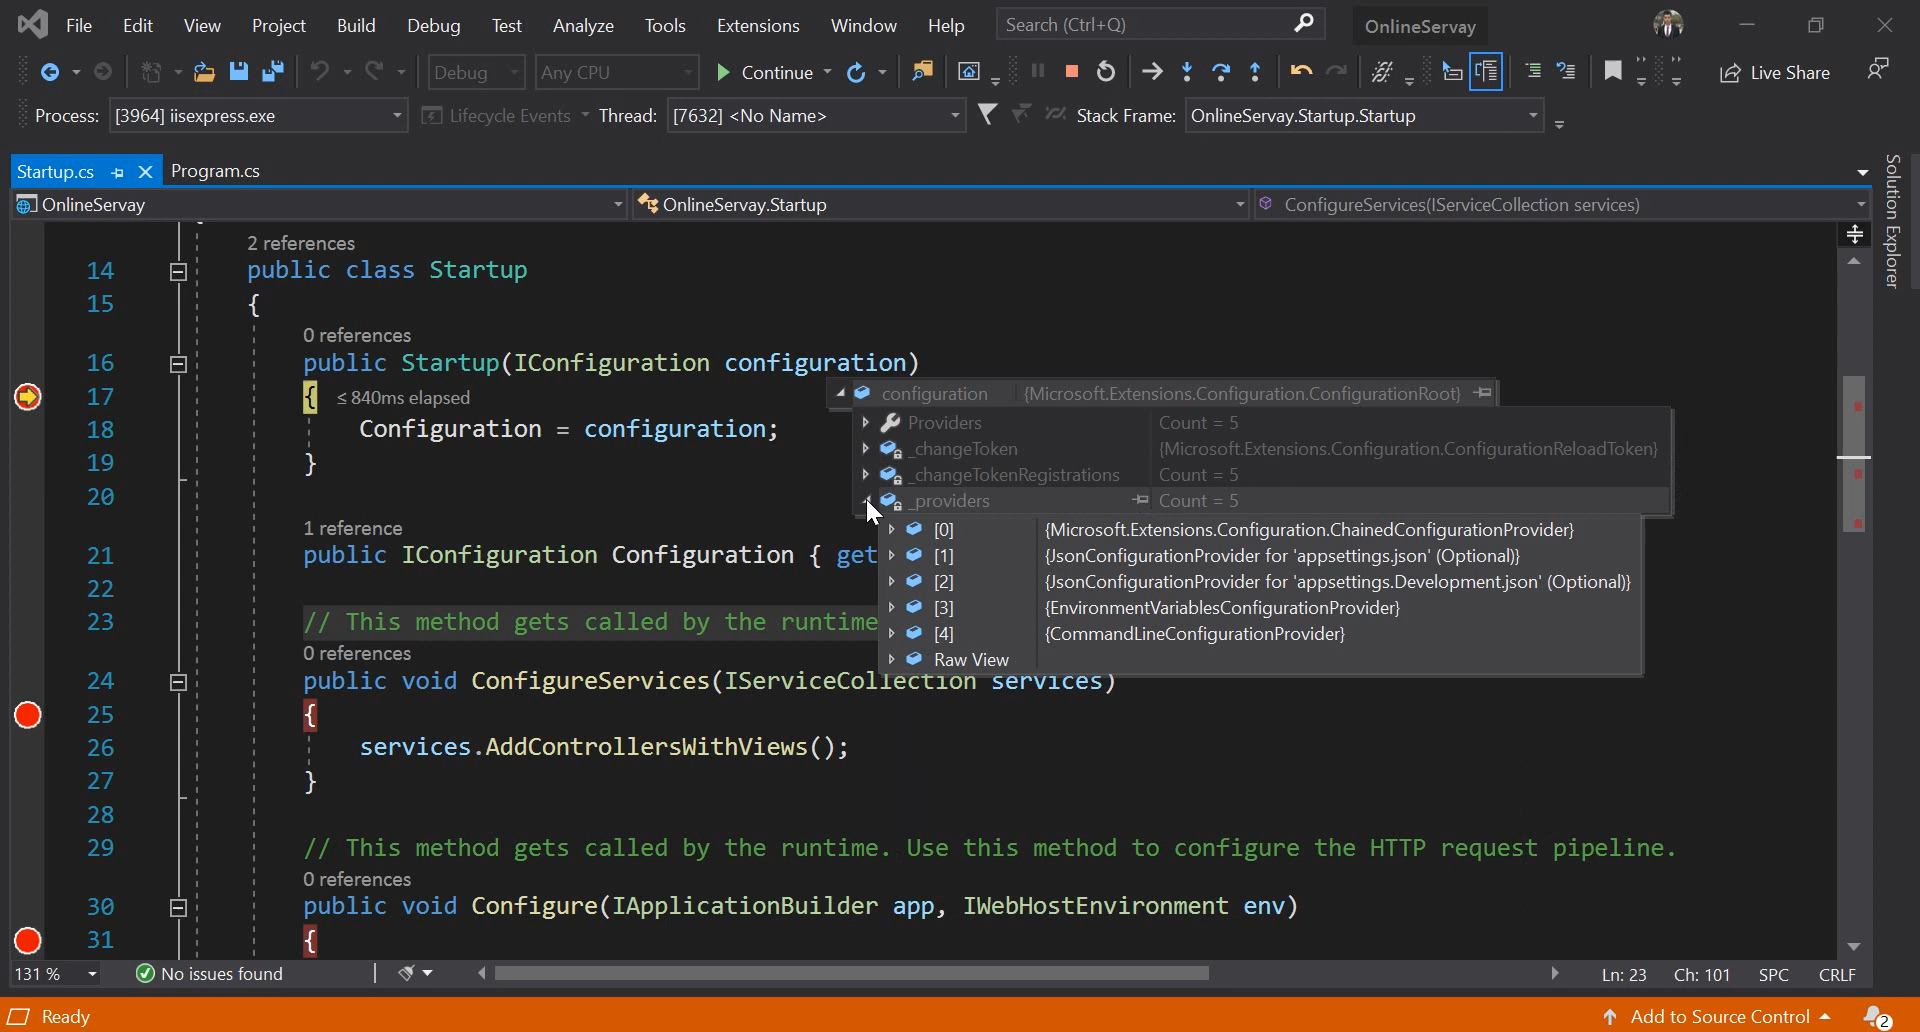 File Edit View Project Build Debug Test Analyze Tools Extensions Window Help Search (Ctrl+Q) OnlineServay
Debug Any CPU Continue Live Share
Process: [3964] iisexpress.exe Lifecycle Events Thread: [7632] <No Name> Stack Frame: OnlineServay.Startup.Startup
Startup.cs Program.cs
Solution Explorer
OnlineServay OnlineServay.Startup ConfigureServices(IServiceCollection services)
2 references
14 public class Startup
15 {
0 references
16 public Startup(IConfiguration configuration)
17 { ≤ 840ms elapsed
configuration {Microsoft.Extensions.Configuration.ConfigurationRoot}
Providers Count = 5
18 Configuration = configuration;
_changeToken {Microsoft.Extensions.Configuration.ConfigurationReloadToken}
19 }
_changeTokenRegistrations Count = 5
20
_providers Count = 5
[0] {Microsoft.Extensions.Configuration.ChainedConfigurationProvider}
1 reference
21 public IConfiguration Configuration { get
[1] {JsonConfigurationProvider for 'appsettings.json' (Optional)}
22
[2] {JsonConfigurationProvider for 'appsettings.Development.json' (Optional)}
[3] {EnvironmentVariablesConfigurationProvider}
23 // This method gets called by the runtime
[4] {CommandLineConfigurationProvider}
Raw View
0 references
24 public void ConfigureServices(IServiceCollection services)
25 {
26 services.AddControllersWithViews();
27 }
28
29 // This method gets called by the runtime. Use this method to configure the HTTP request pipeline.
0 references
30 public void Configure(IApplicationBuilder app, IWebHostEnvironment env)
31 {
131 % No issues found Ln: 23 Ch: 101 SPC CRLF
Ready Add to Source Control 2